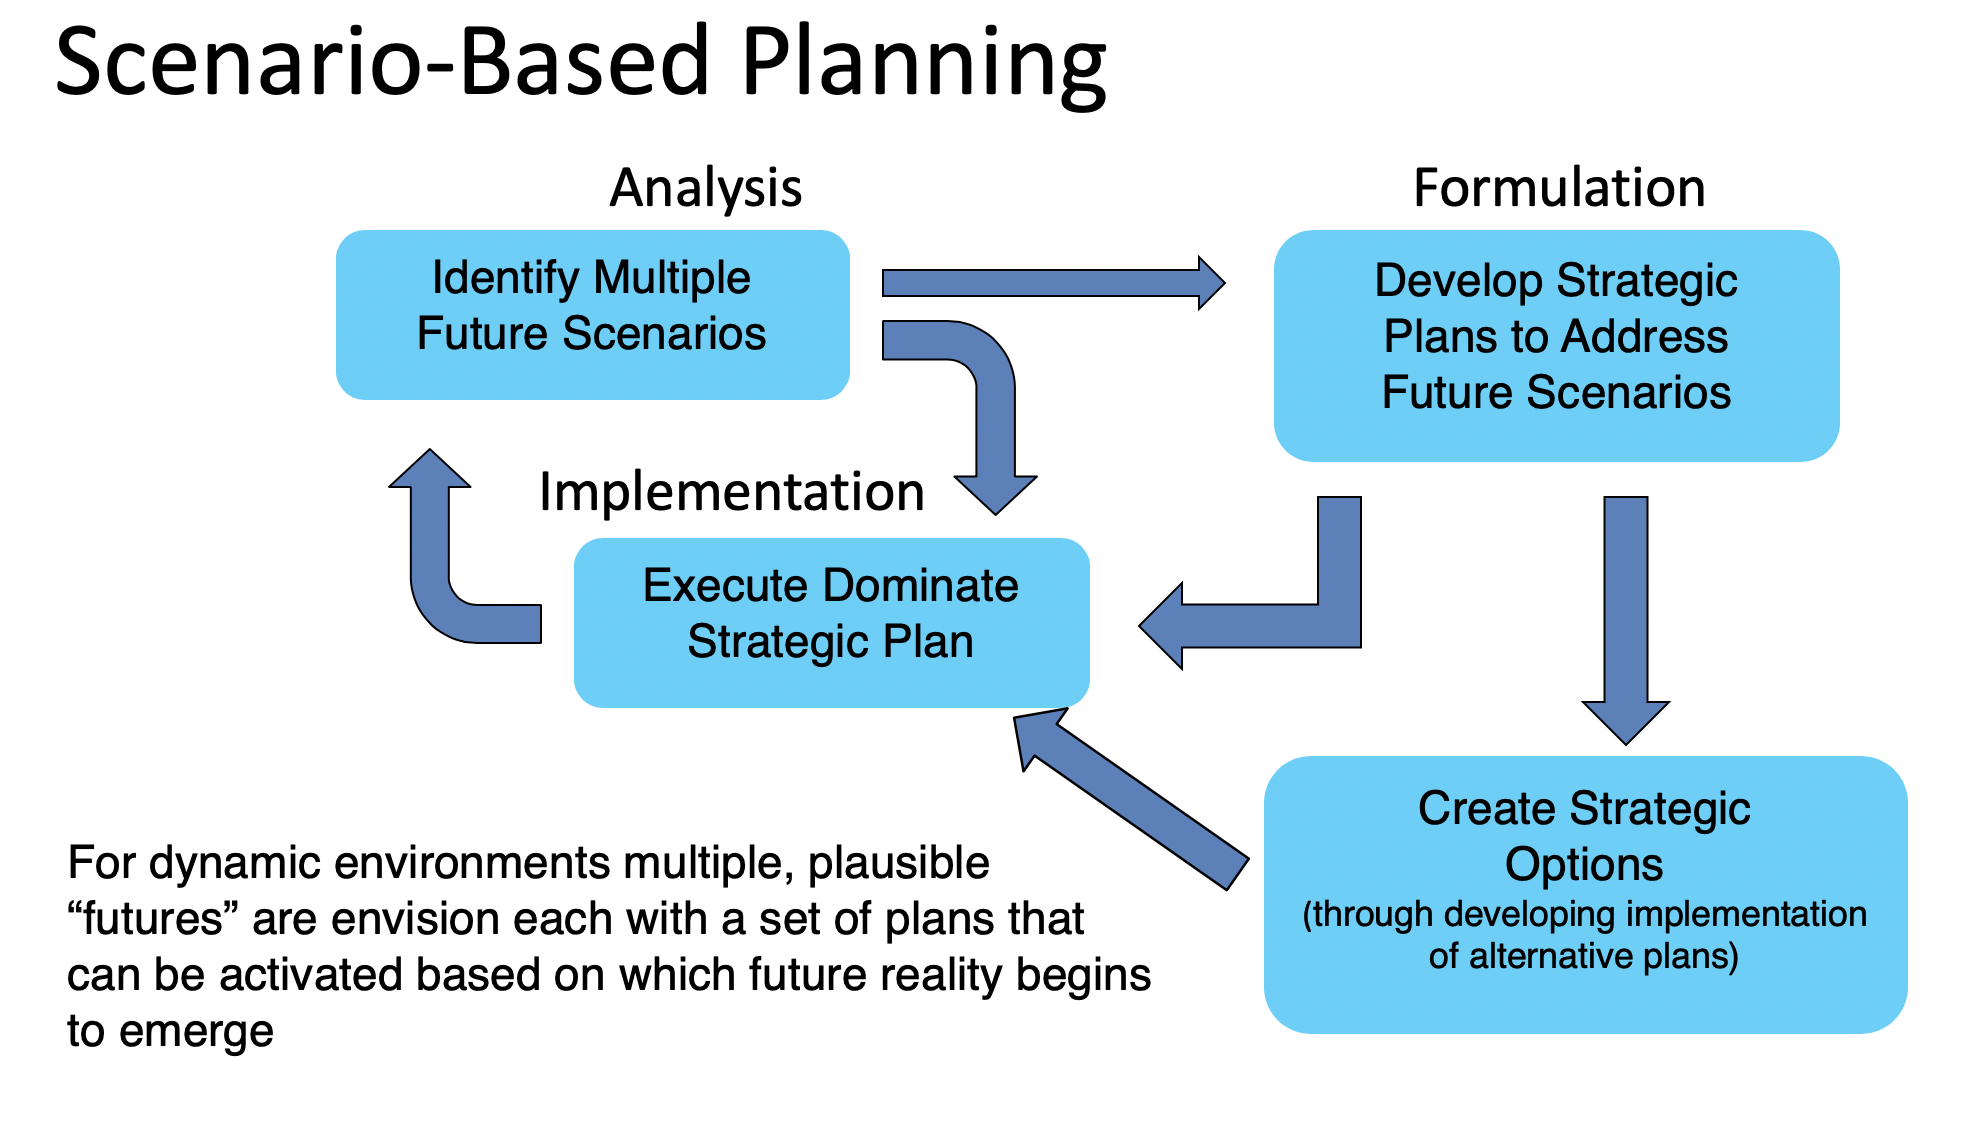 Scenario-Based Planning
Analysis
Identify Multiple
Future Scenarios
Formulation
Develop Strategic
Plans to Address
Future Scenarios
Implementation
Execute Dominate
Strategic Plan
Create Strategic
Options
(through developing implementation
of alternative plans)
For dynamic environments multiple, plausible
“futures” are envision each with a set of plans that
can be activated based on which future reality begins
to emerge